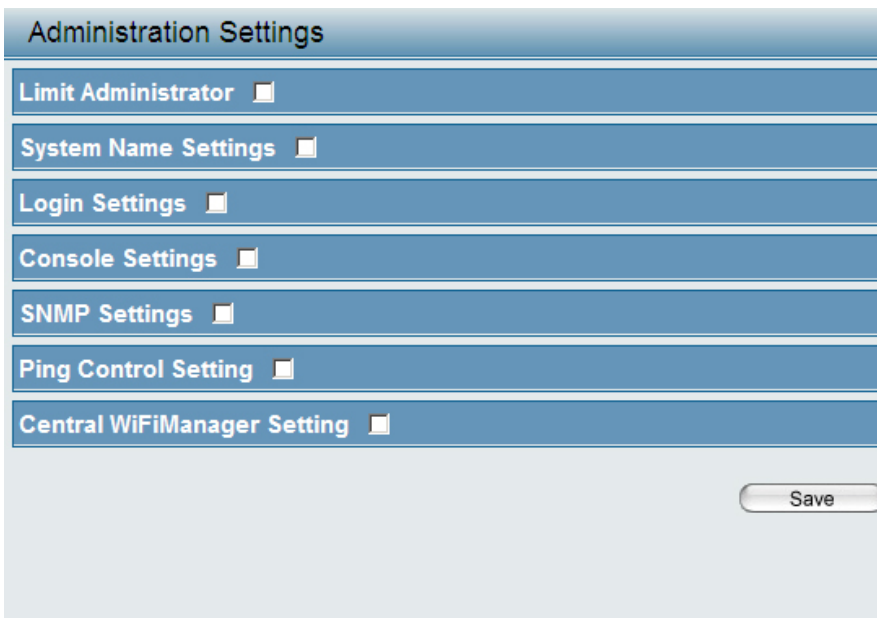 Administration Settings
Limit Administrator
System Name Settings
Login Settings
Console Settings
SNMP Settings
Ping Control Setting
Central WiFiManager Setting
Save